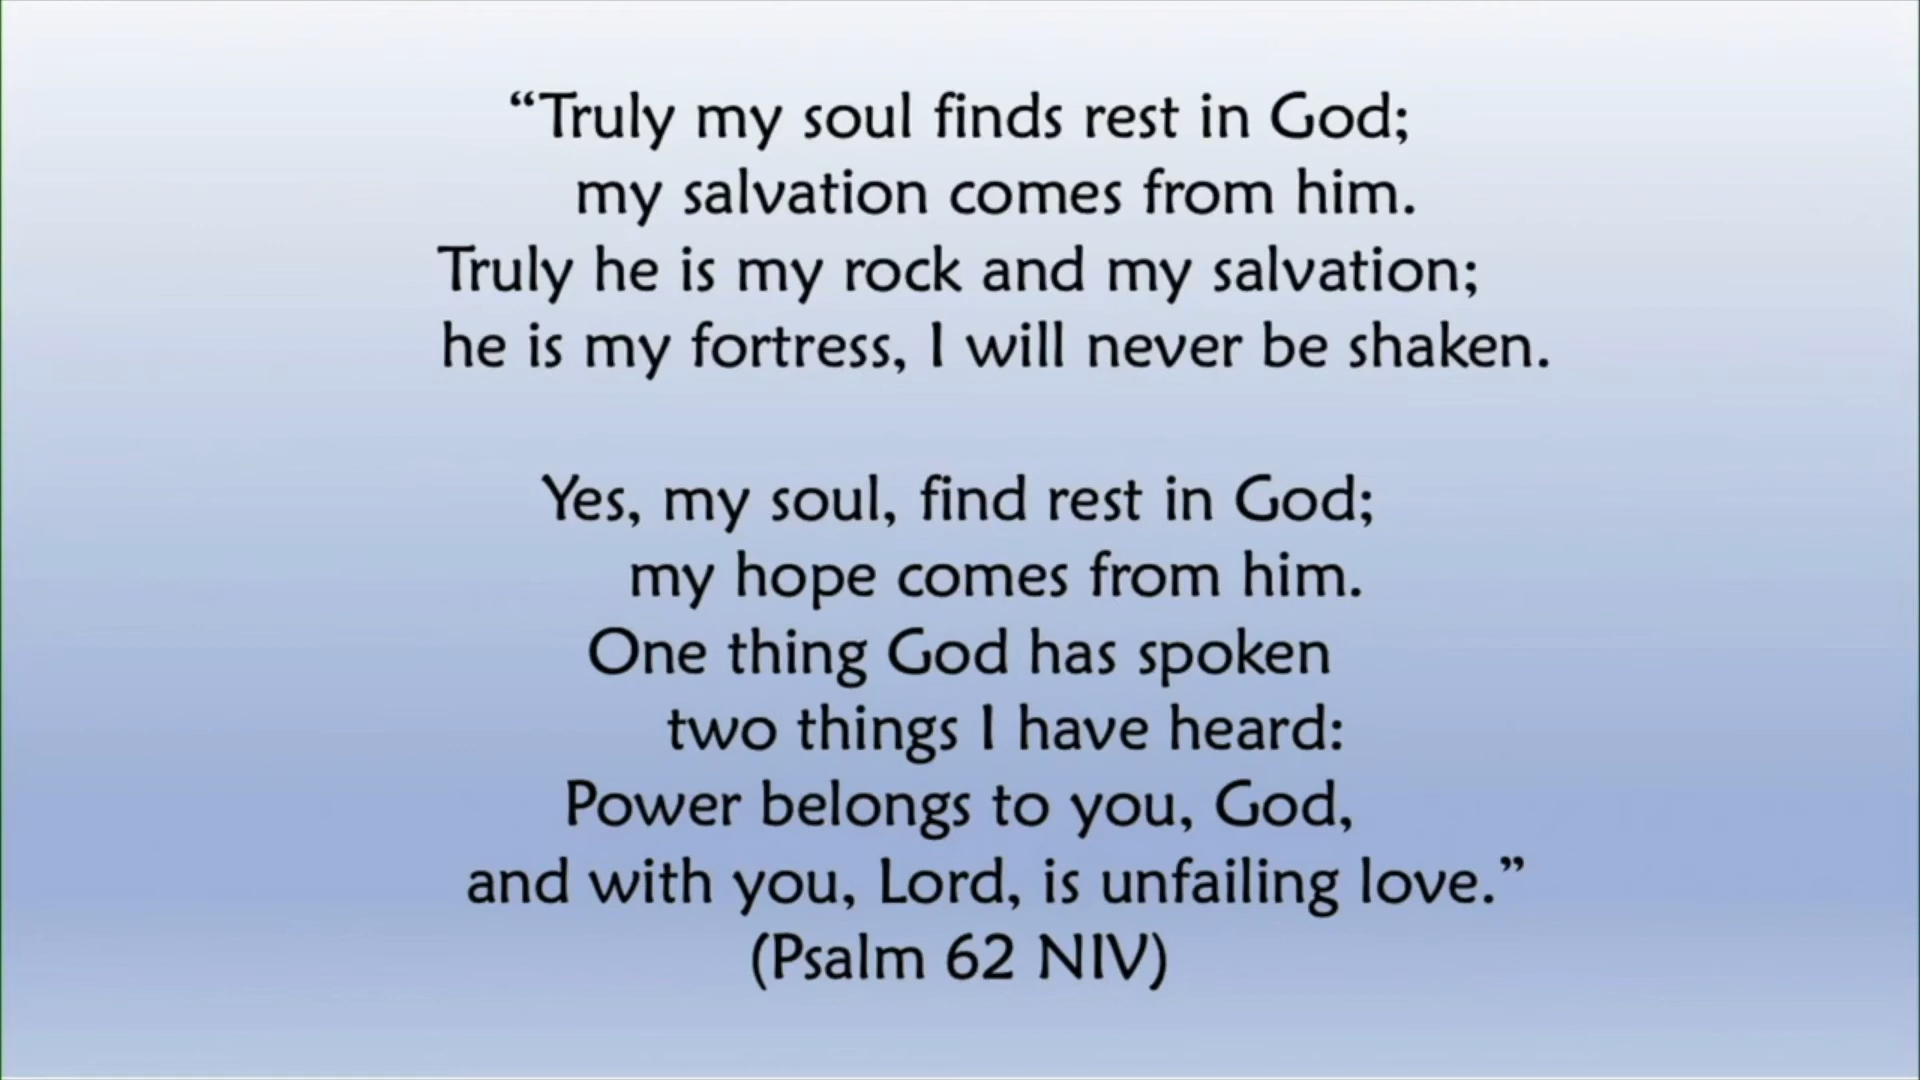 “Truly my soul finds rest in God;
my salvation comes from him.
Truly he is my rock and my salvation;
he is my fortress, I will never be shaken.
Yes, my soul, find rest in God;
my hope comes from him.
One thing God has spoken
two things I have heard:
Power belongs to you, God,
and with you, Lord, is unfailing love.”
(Psalm 62 NIV)